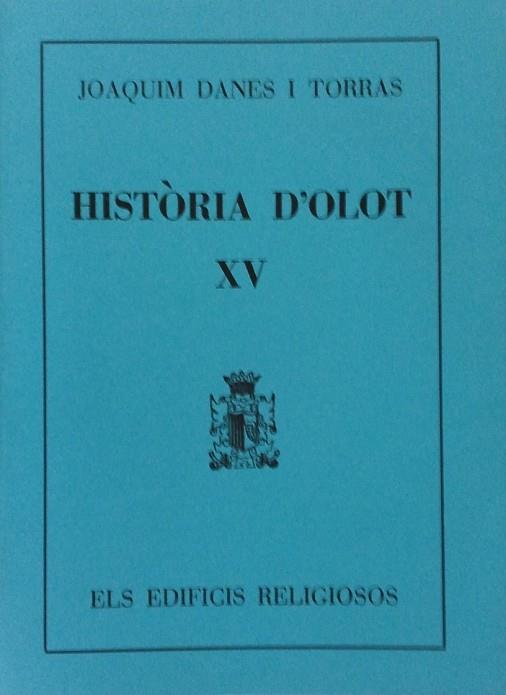 JOAQUIM DANES I TORRAS
HISTÒRIA D'OLOT
XV
ELS EDIFICIS RELIGIOSOS